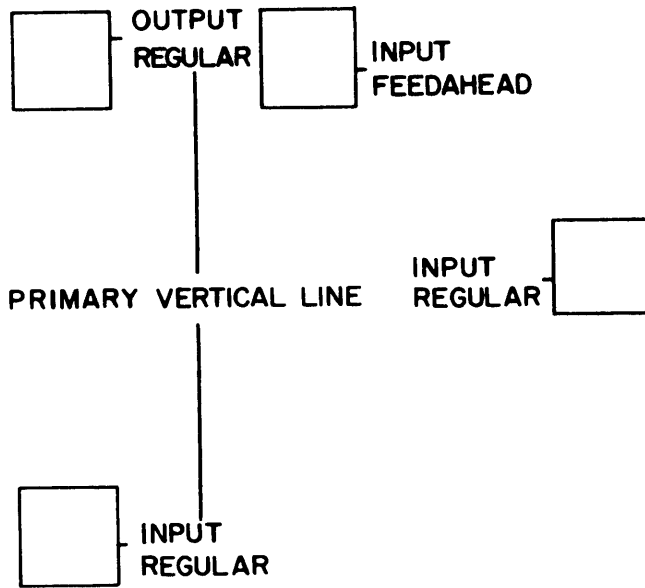 OUTPUT
REGULAR
INPUT
FEEDAHEAD
INPUT
REGULAR
PRIMARY VERTICAL LINE
INPUT
REGULAR